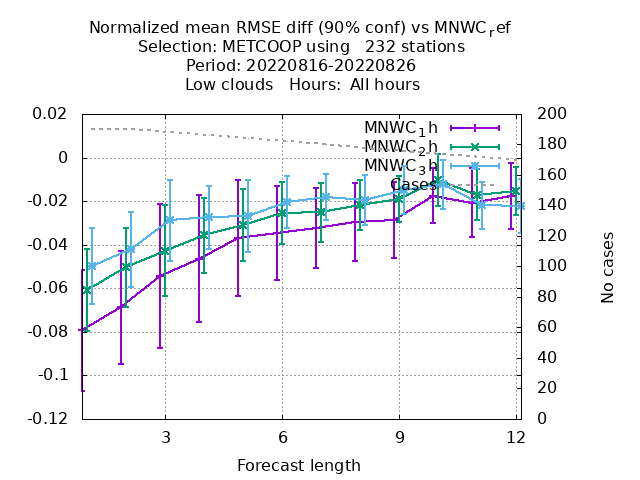 Normalized mean RMSE diff (90% conf) vs MNWC_ref
Selection: METCOOP using 232 stations
Period: 20220816-20220826
Low clouds Hours: All hours
0.02 200
MNWC_1h
180
MNWC_2h
0 160
MNWC_3h
Cases
-0.02 140
120
-0.04
100
-0.06 80
60
-0.08
40
-0.1 20
-0.12 0
No cases
3 6 9 12
Forecast length